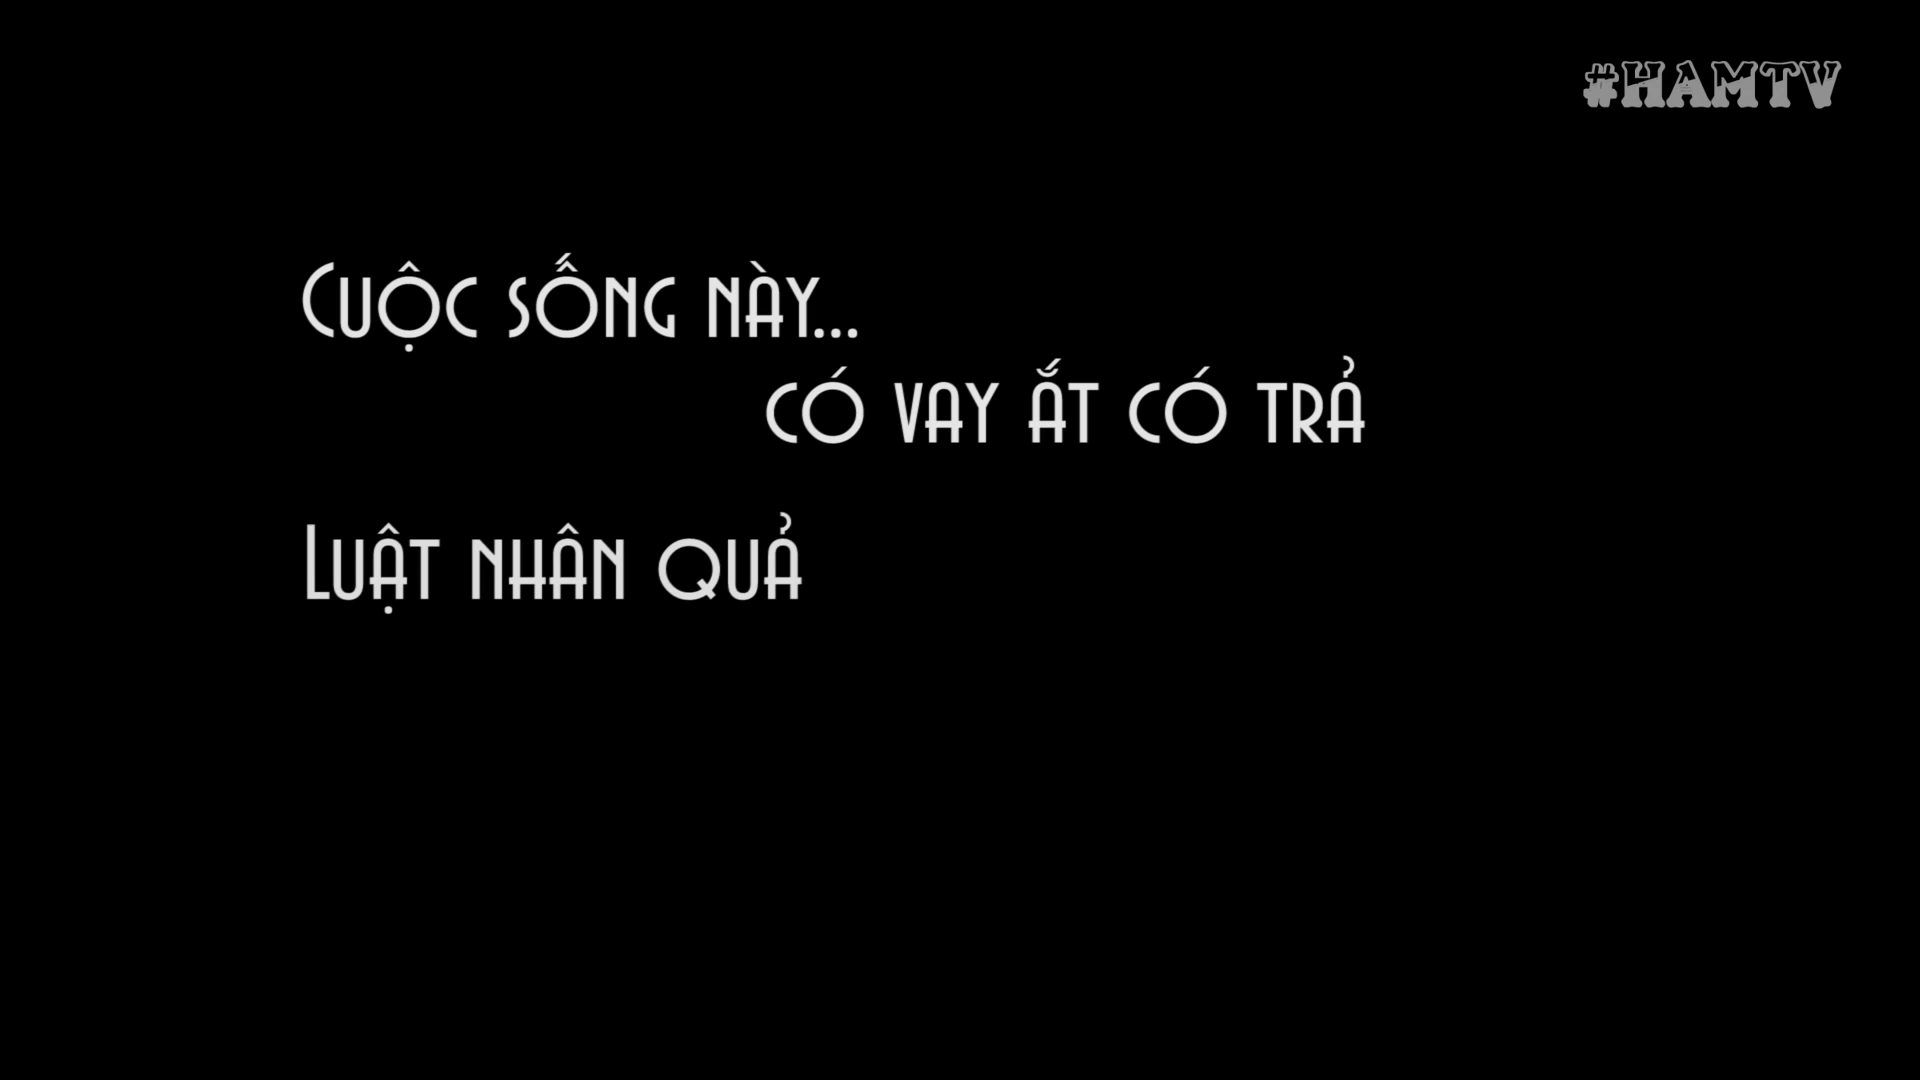 #HAMTV
Cuộc sống này...
có vay ắt có trả
Luật nhân quả